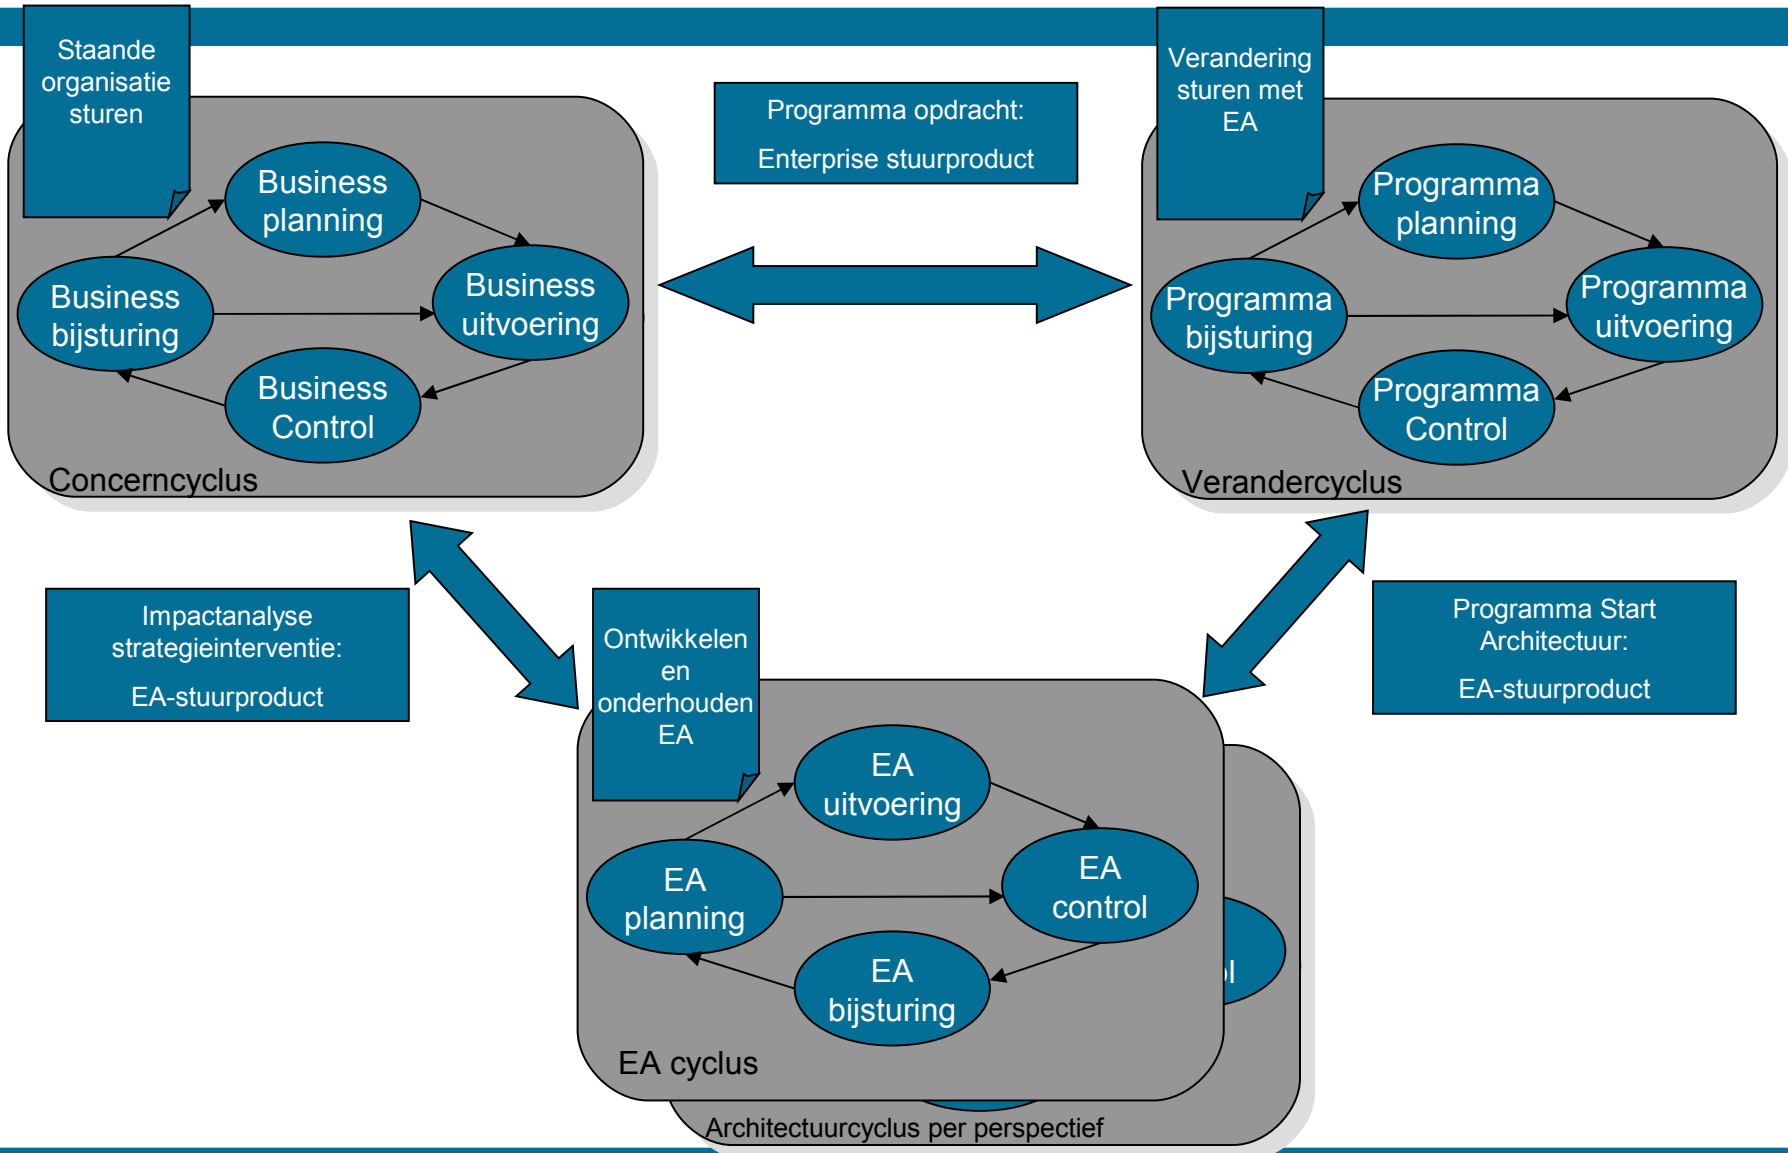 Staande
organisatie
sturen
Business
planning
Business
uitvoering
Business
bijsturing
Business
Control
Concerncyclus
Programma opdracht:
Enterprise stuurproduct
Verandering
sturen met
EA
Programma
planning
Programma
uitvoering
Programma
bijsturing
Programma
Control
Verandercyclus
Impactanalyse
strategieinterventie:
EA-stuurproduct
Programma Start
Architectuur:
EA-stuurproduct
Ontwikkelen
en
onderhouden
EA
EA
uitvoering
EA
control
EA
planning
EA
bijsturing
EA cyclus
Architectuurcyclus per perspectief